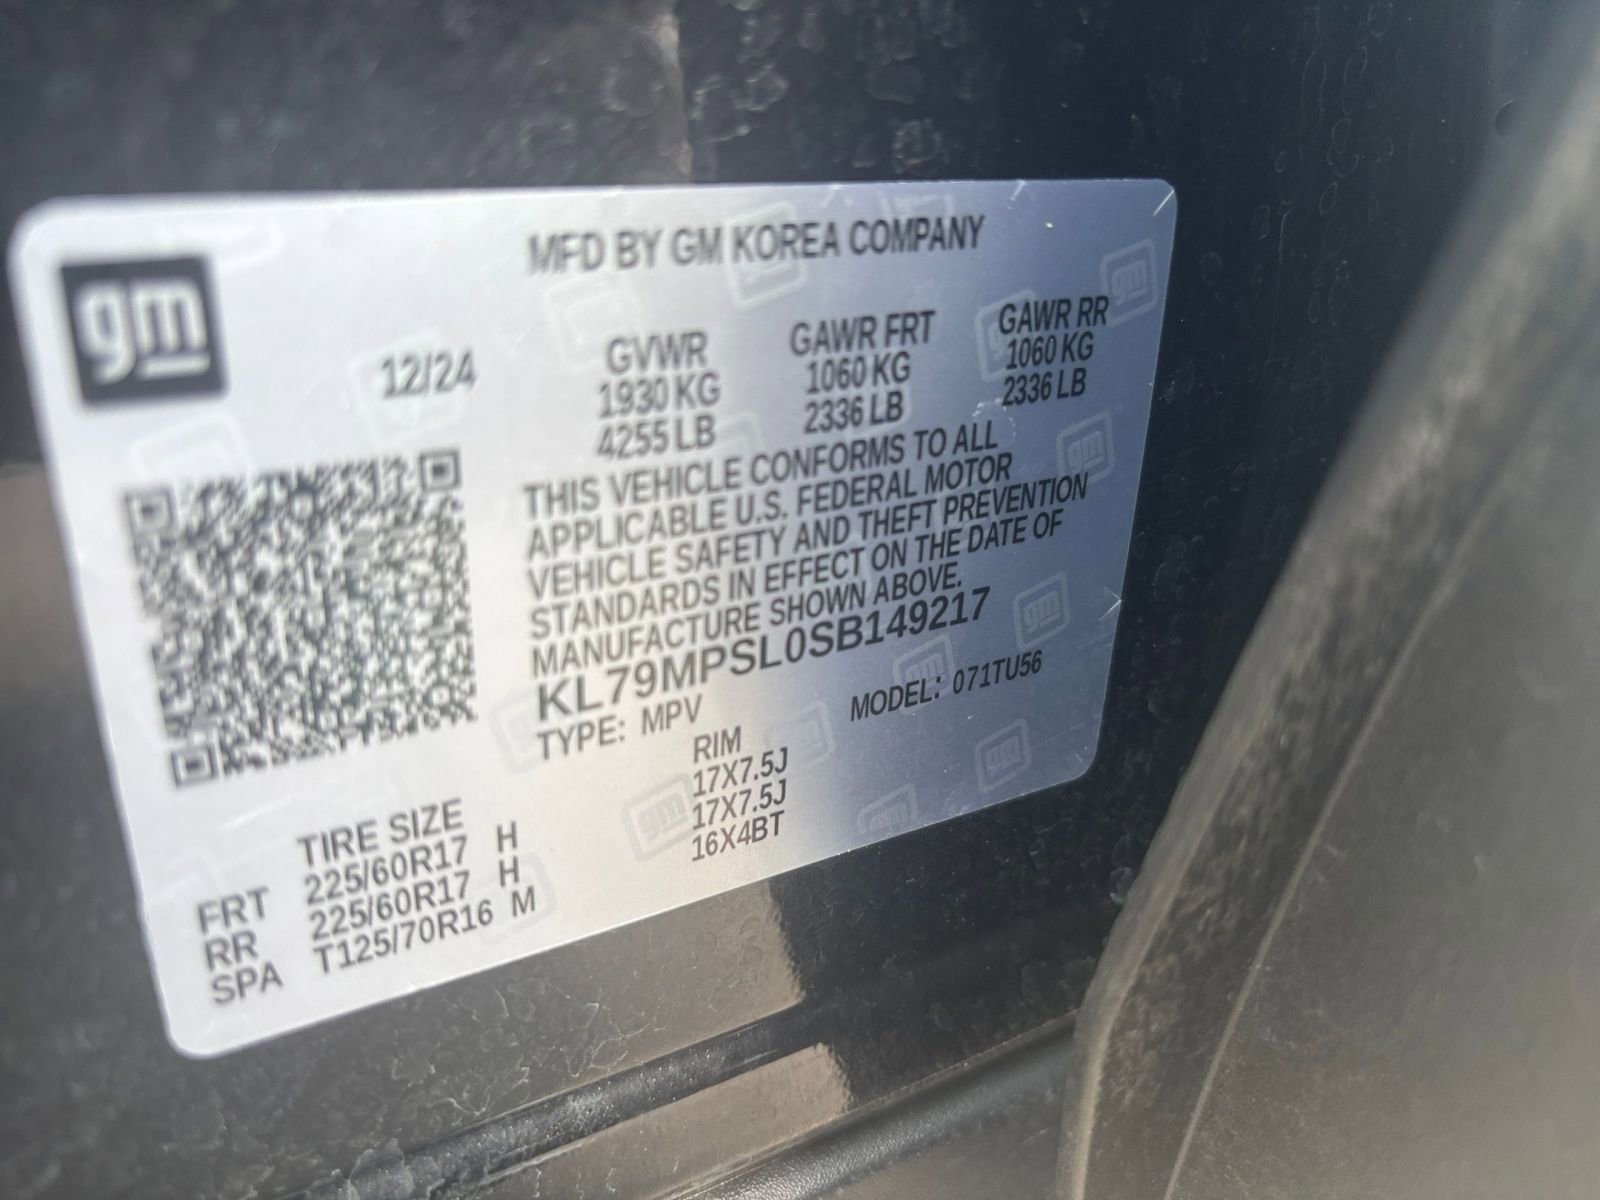 gm
MFD BY GM KOREA COMPANY
12/24
GVWR GAWR FRT GAWR RR
1930 KG 1060 KG 1060 KG
4255 LB 2336 LB 2336 LB
THIS VEHICLE CONFORMS TO ALL
APPLICABLE U.S. FEDERAL MOTOR
VEHICLE SAFETY AND THEFT PREVENTION
STANDARDS IN EFFECT ON THE DATE OF
MANUFACTURE SHOWN ABOVE.
KL79MPSL0SB149217
TYPE: MPV MODEL: 071TU56
TIRE SIZE RIM
FRT 225/60R17 H 17X7.5J
RR 225/60R17 H 17X7.5J
SPA T125/70R16 M 16X4BT